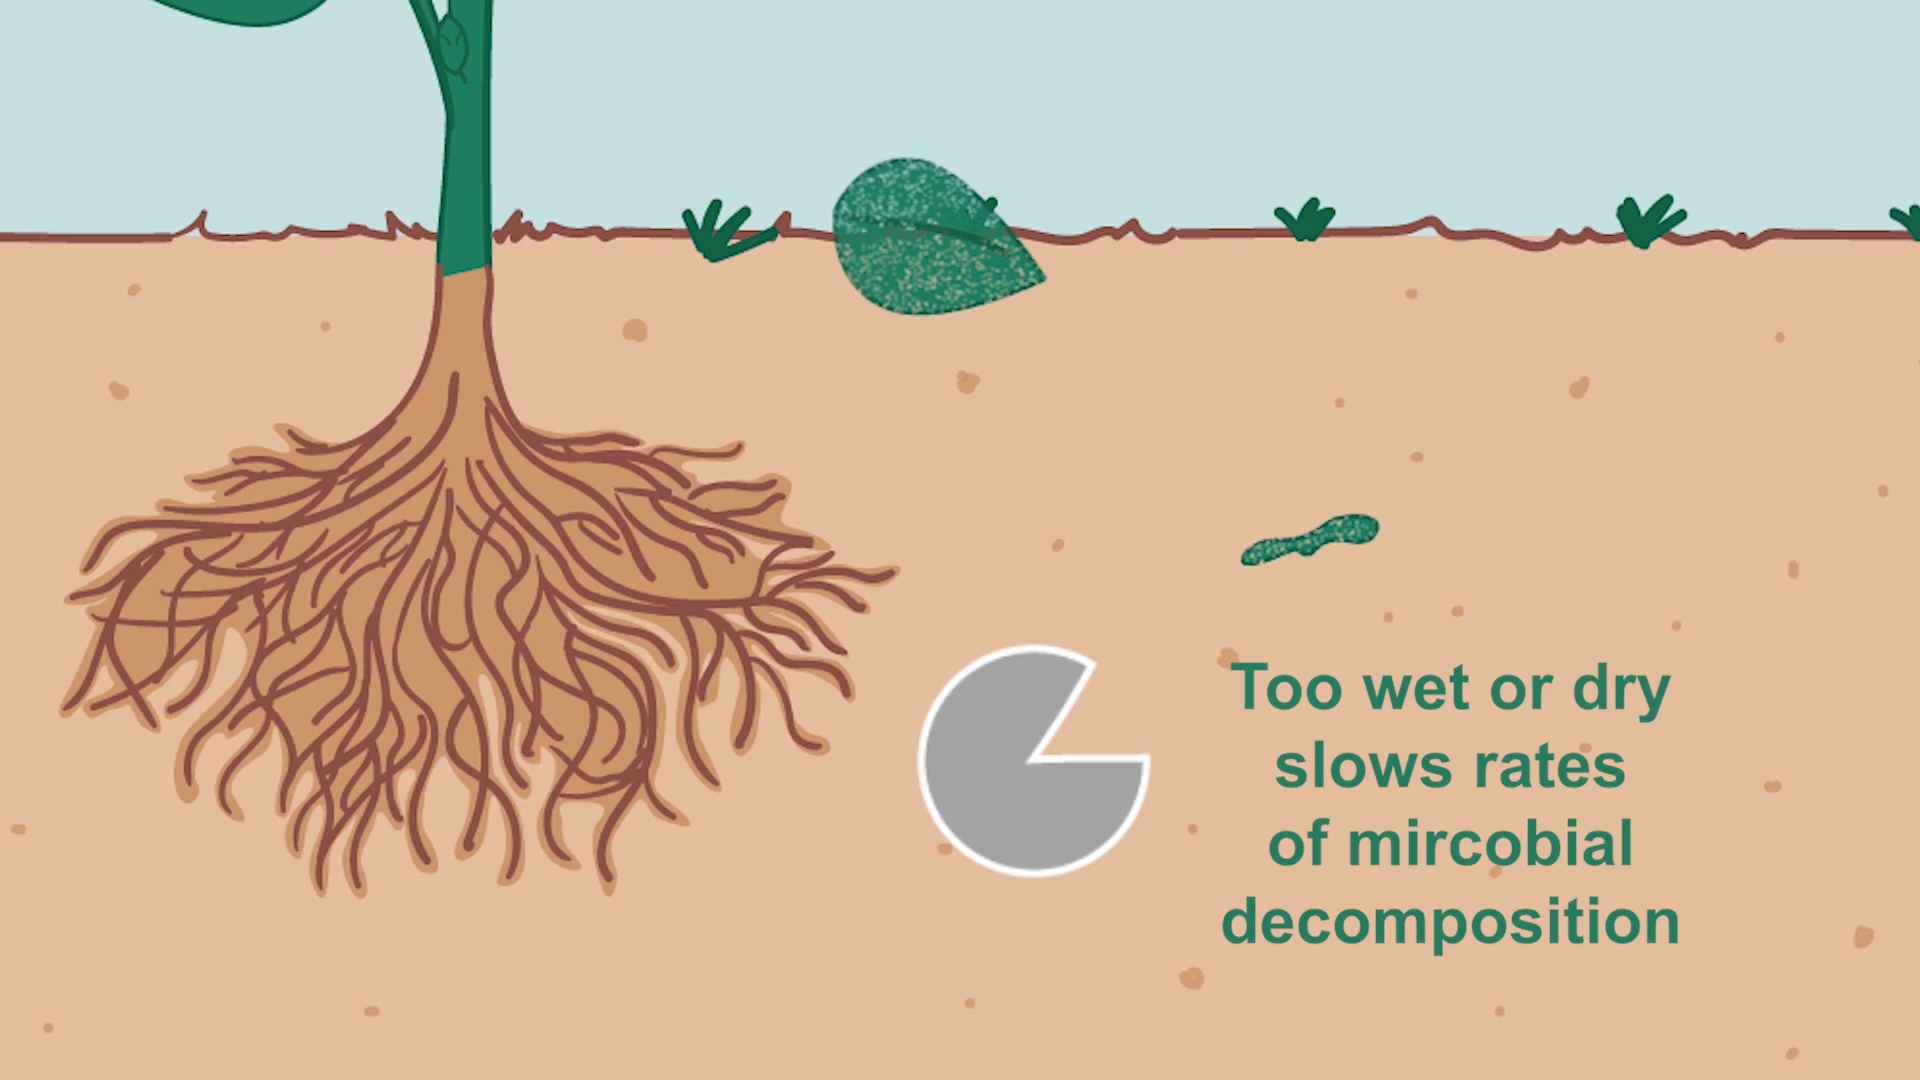 Too wet or dry
slows rates
of mircobial
decomposition